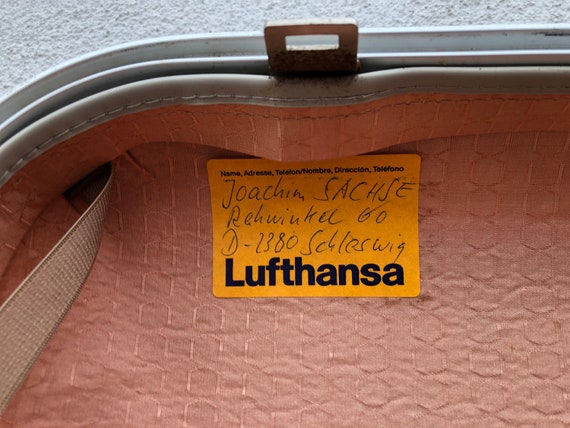 Name, Adresse, Telefon/Nombre, Dirección, Teléfono
Joachim SACHSE
Rehwinkel 60
D-2380 Schleswig
Lufthansa